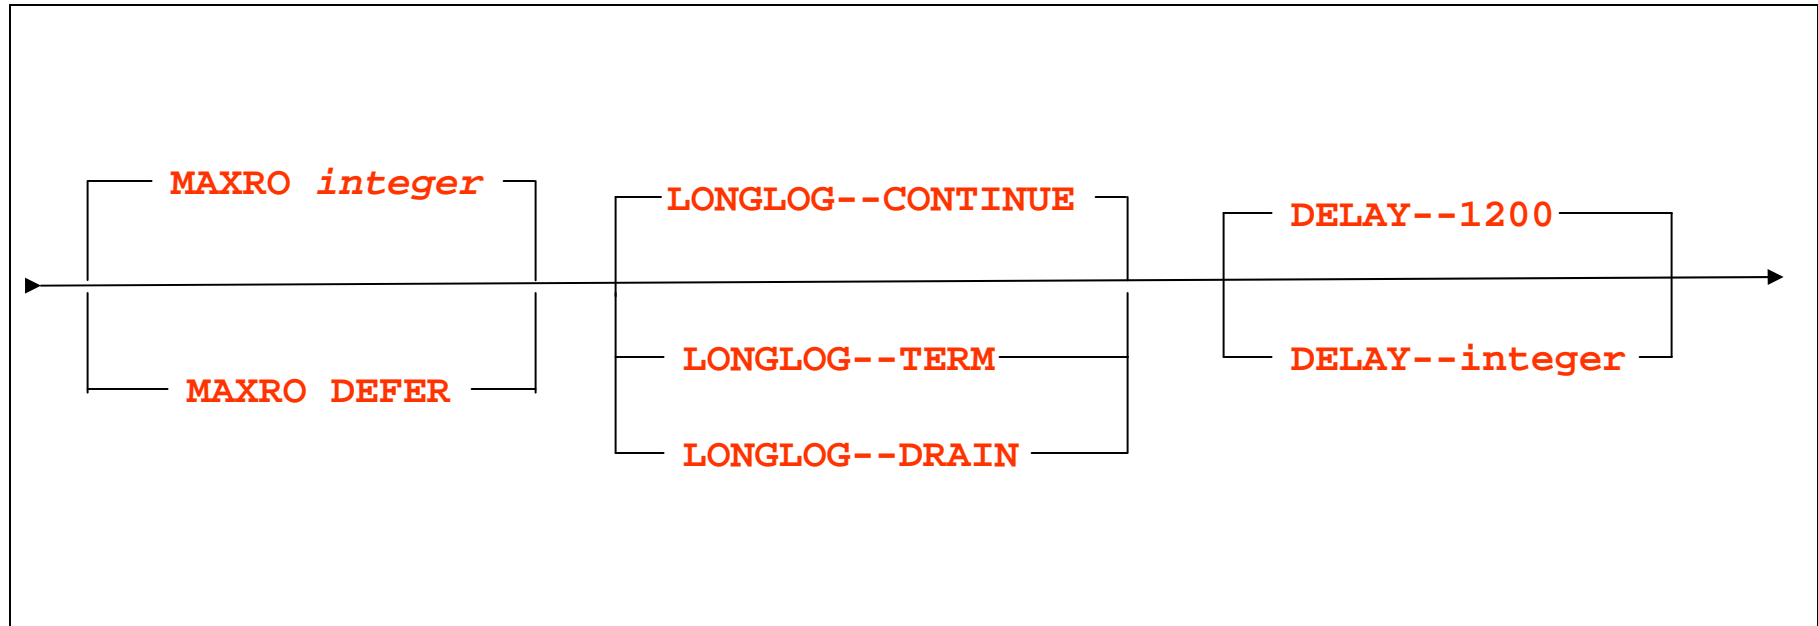 MAXRO integer
LONGLOG--CONTINUE
DELAY--1200
MAXRO DEFER
LONGLOG--TERM
DELAY--integer
LONGLOG--DRAIN